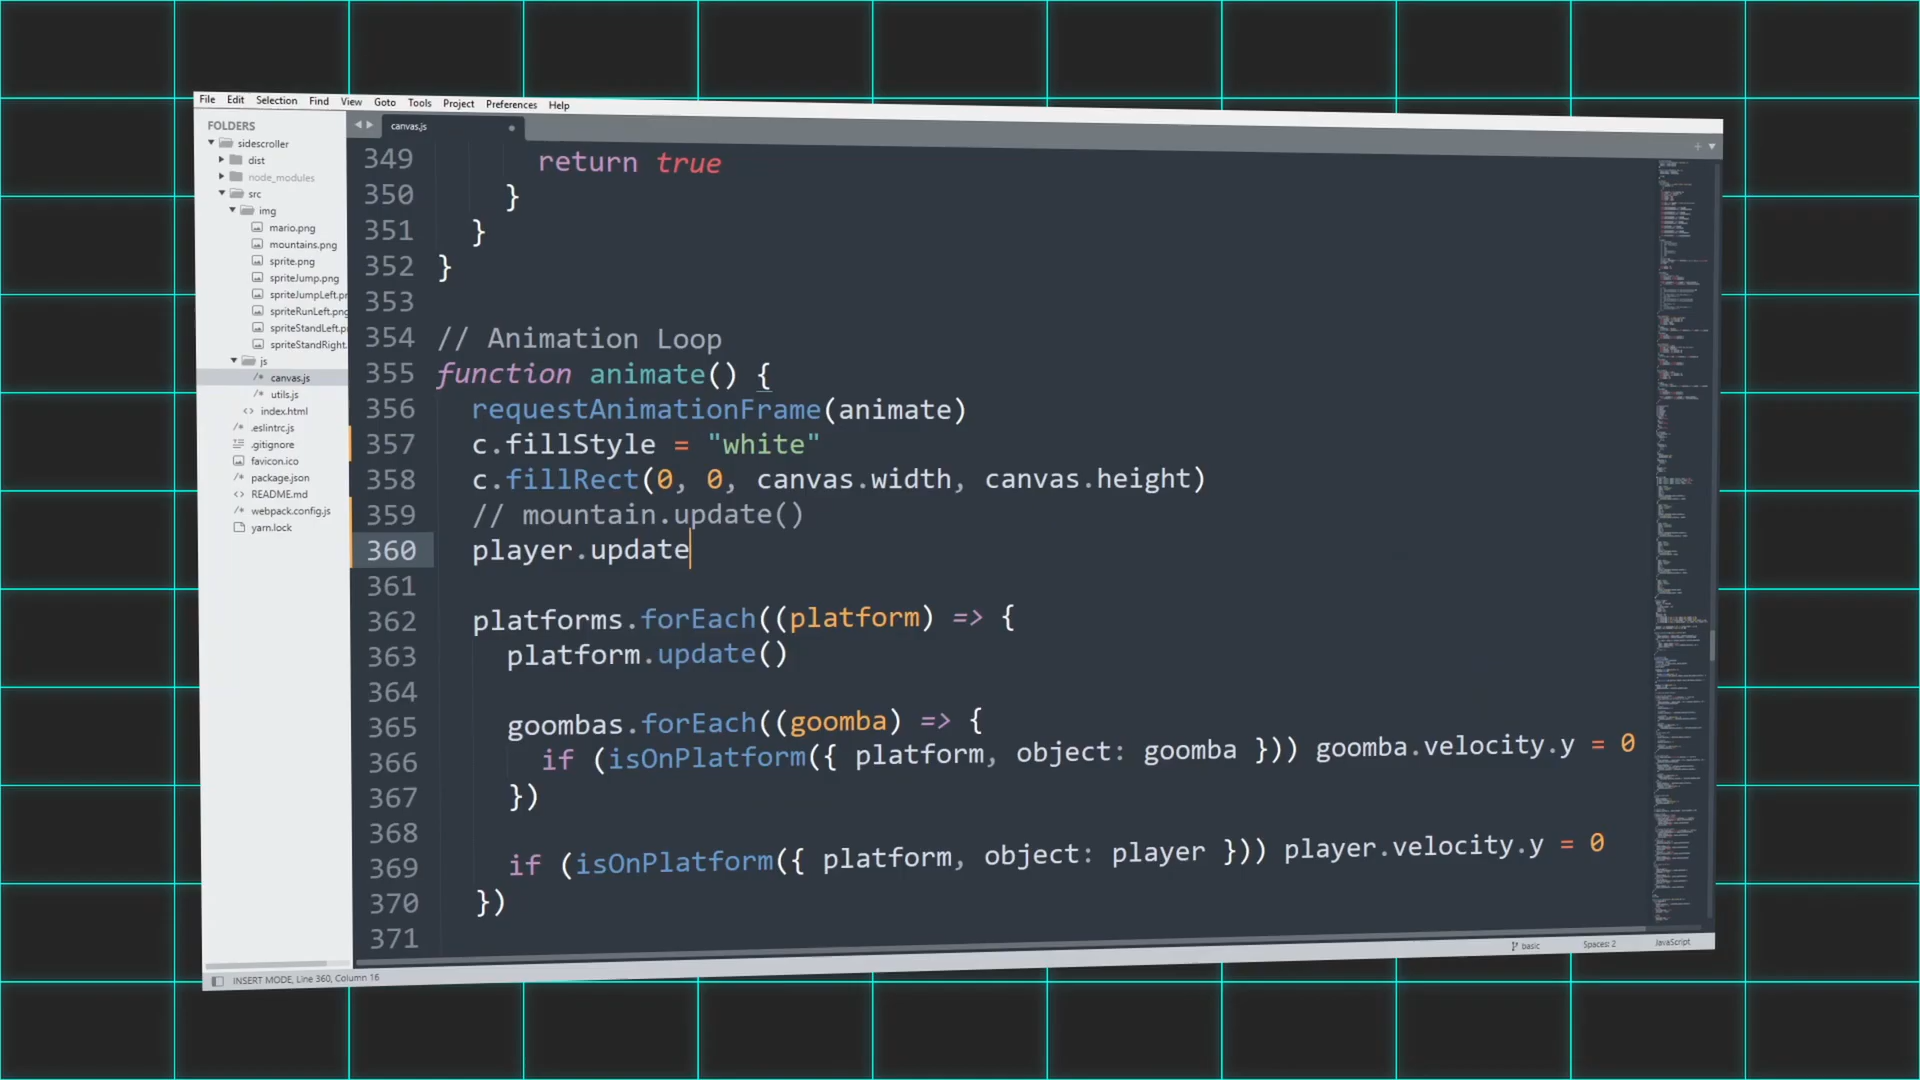 File Edit Selection Find View Goto Tools Project Preferences Help
FOLDERS
sidescroller
dist
node_modules
src
img
mario.png
mountains.png
sprite.png
spriteJump.png
spriteJumpLeft.pr
spriteRunLeft.png
spriteStandLeft.p
spriteStandRight.
js
/* canvas.js
/* utils.js
<> index.html
/* .eslintrc.js
.gitignore
favicon.ico
/* package.json
<> README.md
/* webpack.config.js
yarn.lock
canvas.js
349 return true
350 }
351 }
352 }
353
354 // Animation Loop
355 function animate() {
356 requestAnimationFrame(animate)
357 c.fillStyle = "white"
358 c.fillRect(0, 0, canvas.width, canvas.height)
359 // mountain.update()
360 player.update
361
362 platforms.forEach((platform) => {
363 platform.update()
364
365 goombas.forEach((goomba) => {
366 if (isOnPlatform({ platform, object: goomba })) goomba.velocity.y = 0
367 })
368
369 if (isOnPlatform({ platform, object: player })) player.velocity.y = 0
370 })
371
INSERT MODE, Line 360, Column 16
basic Spaces: 2 JavaScript